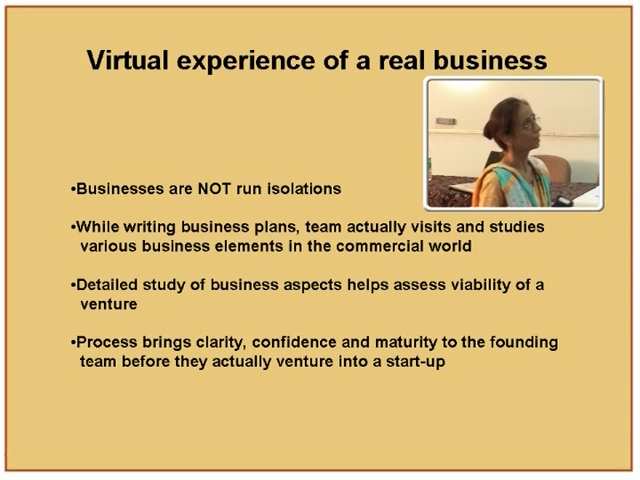 Virtual experience of a real business
•Businesses are NOT run isolations
•While writing business plans, team actually visits and studies
various business elements in the commercial world
•Detailed study of business aspects helps assess viability of a
venture
•Process brings clarity, confidence and maturity to the founding
team before they actually venture into a start-up